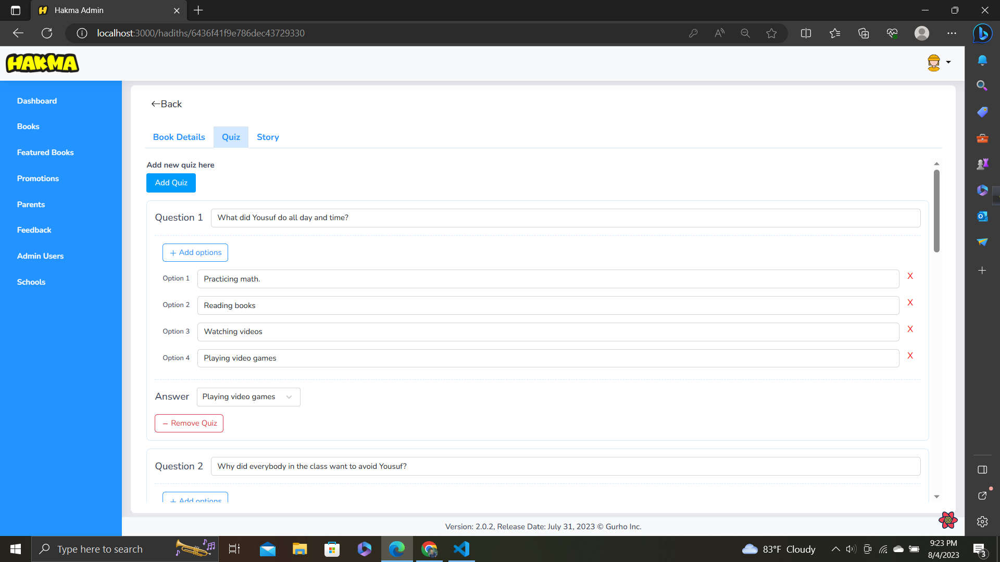 Hakma Admin
localhost:3000/hadiths/6436f41f9e786dec43729330
HAKMA
Dashboard
Books
Featured Books
Promotions
Parents
Feedback
Admin Users
Schools
←Back
Book Details Quiz Story
Add new quiz here
Add Quiz
Question 1 What did Yousuf do all day and time?
+ Add options
Option 1 Practicing math. X
Option 2 Reading books X
Option 3 Watching videos X
Option 4 Playing video games X
Answer Playing video games
– Remove Quiz
Question 2 Why did everybody in the class want to avoid Yousuf?
+ Add options
Version: 2.0.2, Release Date: July 31, 2023 © Gurho Inc.
Type here to search
83°F Cloudy
9:23 PM
8/4/2023
3